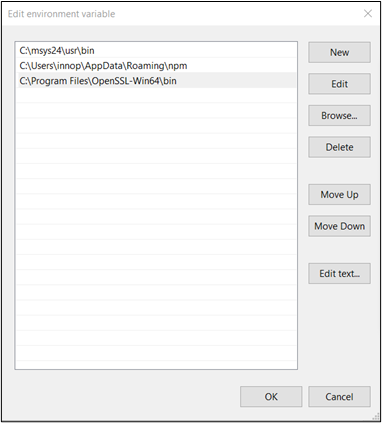 Edit environment variable
C:\msys24\usr\bin
C:\Users\innop\AppData\Roaming\npm
C:\Program Files\OpenSSL-Win64\bin
New
Edit
Browse...
Delete
Move Up
Move Down
Edit text...
OK
Cancel